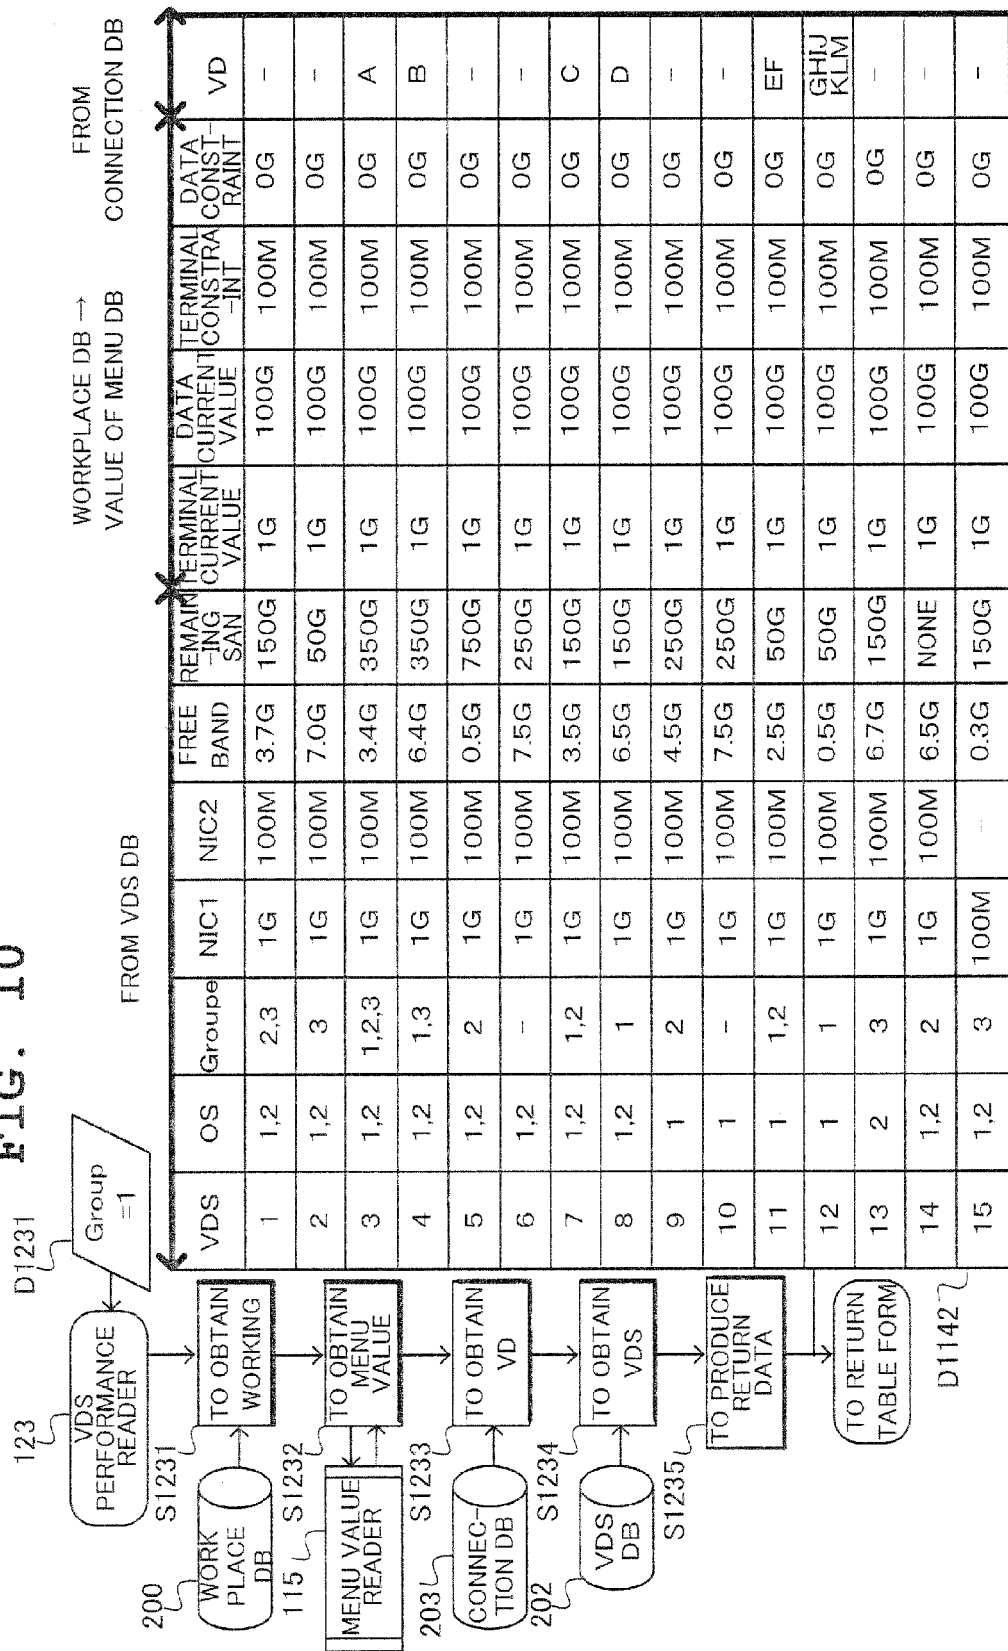 FIG. 10
123
VDS
PERFORMANCE
READER
D1231
Group
=1
200
WORK
PLACE
DB
S1231
TO OBTAIN
WORKING
115
MENU VALUE
READER
S1232
TO OBTAIN
MENU
VALUE
203
CONNEC-
TION DB
S1233
TO OBTAIN
VD
202
VDS
DB
S1234
TO OBTAIN
VDS
S1235
TO PRODUCE
RETURN
DATA
TO RETURN
TABLE FORM
D1142
FROM VDS DB
WORKPLACE DB →
VALUE OF MENU DB
FROM
CONNECTION DB
VDS OS Groupe NIC1 NIC2 FREE BAND REMAIN-ING SAN TERMINAL CURRENT VALUE DATA CURRENT VALUE TERMINAL CONSTRA-INT DATA CONST-RAINT VD
1 1,2 2,3 1G 100M 3.7G 150G 1G 100G 100M 0G -
2 1,2 3 1G 100M 7.0G 50G 1G 100G 100M 0G -
3 1,2 1,2,3 1G 100M 3.4G 350G 1G 100G 100M 0G A
4 1,2 1,3 1G 100M 6.4G 350G 1G 100G 100M 0G B
5 1,2 2 1G 100M 0.5G 750G 1G 100G 100M 0G -
6 1,2 - 1G 100M 7.5G 250G 1G 100G 100M 0G -
7 1,2 1,2 1G 100M 3.5G 150G 1G 100G 100M 0G C
8 1,2 1 1G 100M 6.5G 150G 1G 100G 100M 0G D
9 1 2 1G 100M 4.5G 250G 1G 100G 100M 0G -
10 1 - 1G 100M 7.5G 250G 1G 100G 100M 0G -
11 1 1,2 1G 100M 2.5G 50G 1G 100G 100M 0G EF
12 1 1 1G 100M 0.5G 50G 1G 100G 100M 0G GHIJ KLM
13 2 3 1G 100M 6.7G 150G 1G 100G 100M 0G -
14 1,2 2 1G 100M 6.5G NONE 1G 100G 100M 0G -
15 1,2 3 100M - 0.3G 150G 1G 100G 100M 0G -